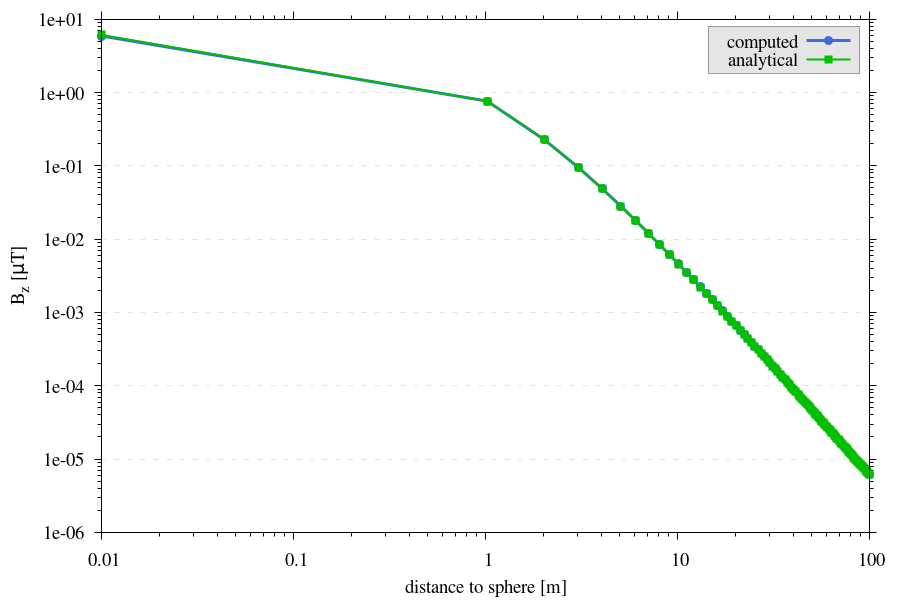 1e+01
1e+00
1e-01
1e-02
1e-03
1e-04
1e-05
1e-06
B_z [µT]
0.01
0.1
1
10
100
distance to sphere [m]
computed
analytical